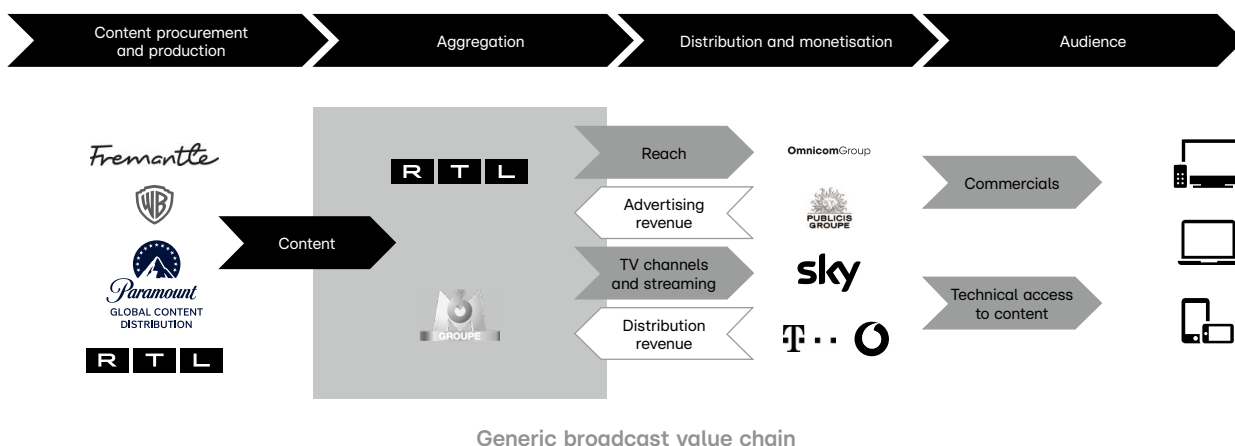 Content procurement
and production
Aggregation
Distribution and monetisation
Audience
Fremantle
WB
Paramount
GLOBAL CONTENT
DISTRIBUTION
RTL
Content
RTL
M
GROUPE
Reach
Advertising
revenue
TV channels
and streaming
Distribution
revenue
OmnicomGroup
PUBLICIS
GROUPE
sky
T··
Commercials
Technical access
to content
Generic broadcast value chain